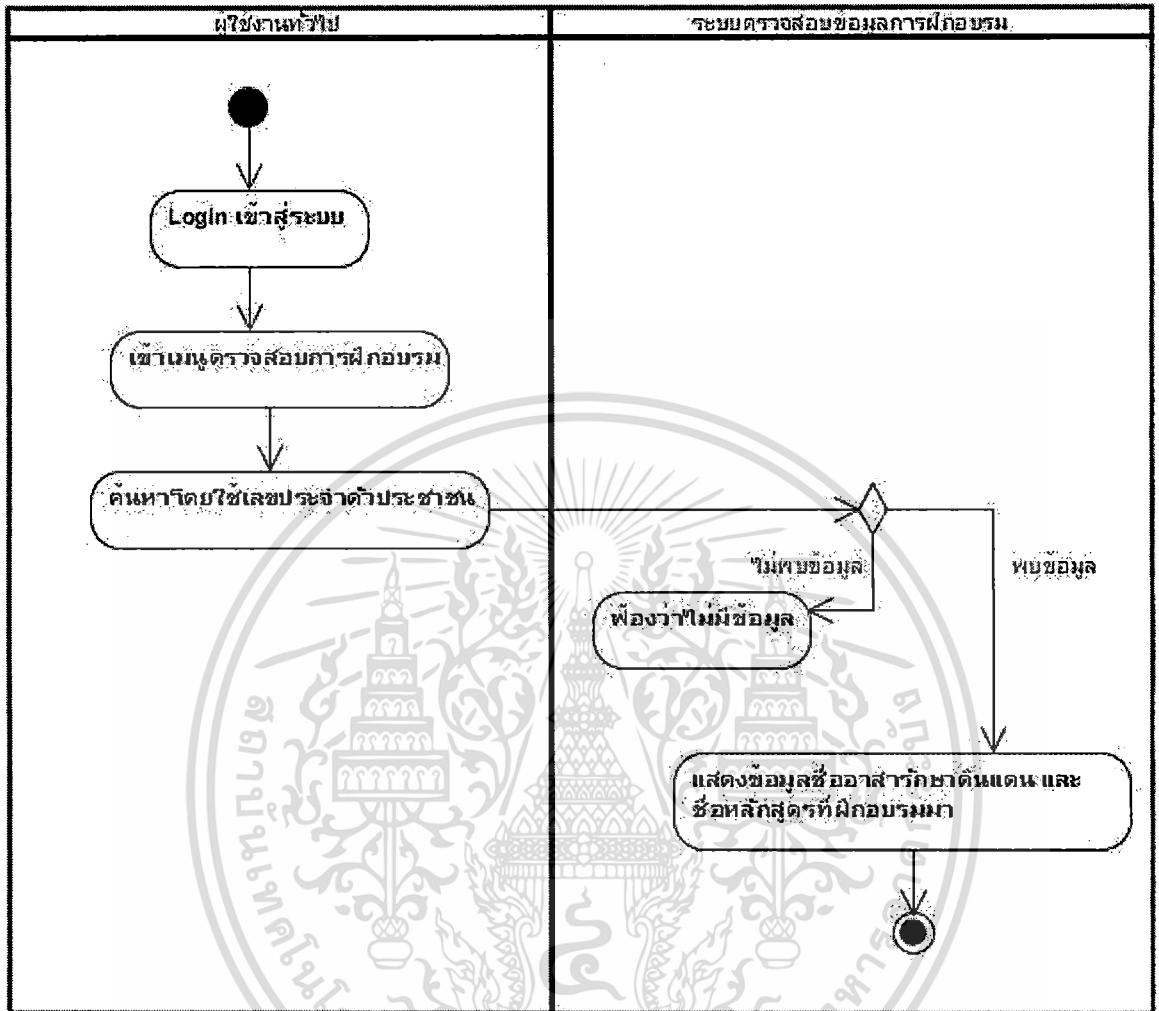 ผู้ใช้งานทั่วไป
ระบบตรวจสอบข้อมูลการฝึกอบรม
LogIn เข้าสู่ระบบ
เข้าเมนูตรวจสอบการฝึกอบรม
ค้นหาโดยใช้เลขประจำตัวประชาชน
ไม่พบข้อมูล
พบข้อมูล
ฟ้องว่าไม่มีข้อมูล
แสดงข้อมูลชื่ออาสารักษาดินแดน และ
ชื่อหลักสูตรที่ฝึกอบรมมา